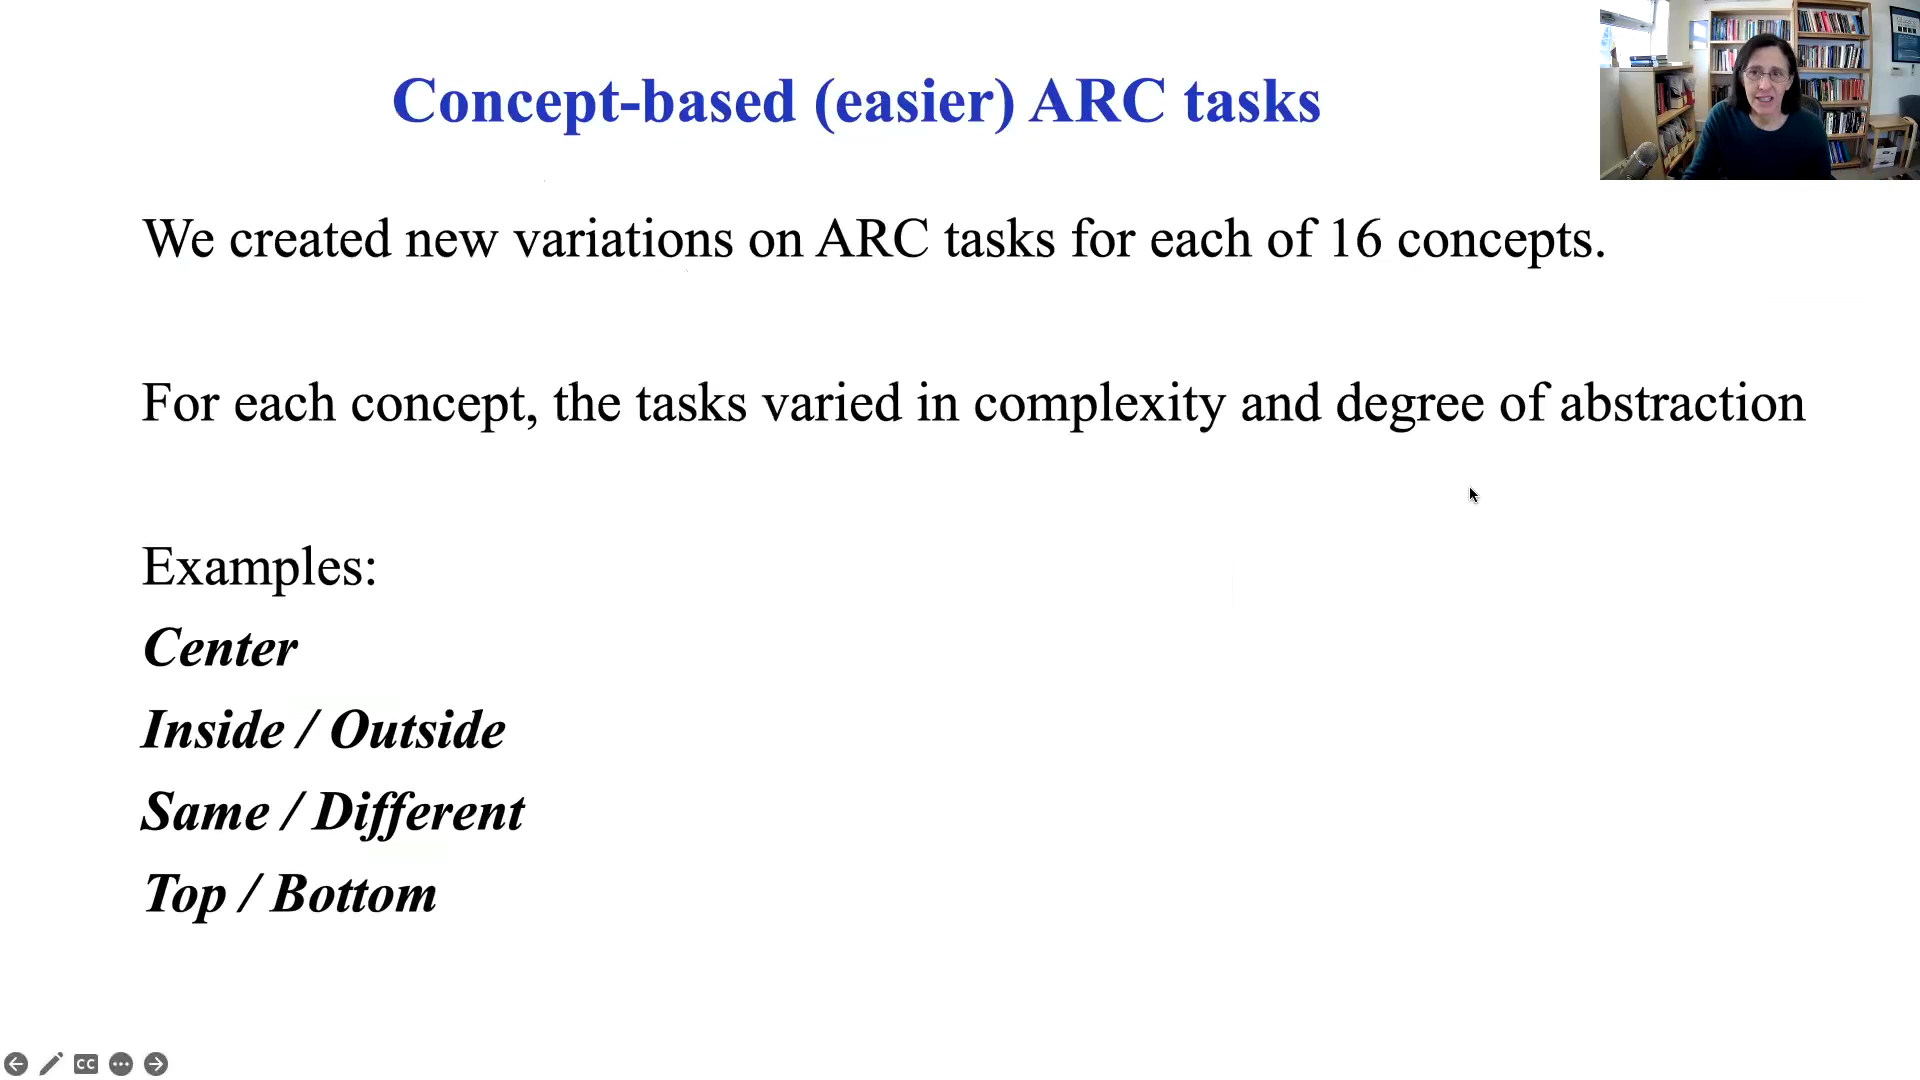 Concept-based (easier) ARC tasks
We created new variations on ARC tasks for each of 16 concepts.
For each concept, the tasks varied in complexity and degree of abstraction
Examples:
Center
Inside / Outside
Same / Different
Top / Bottom
CC